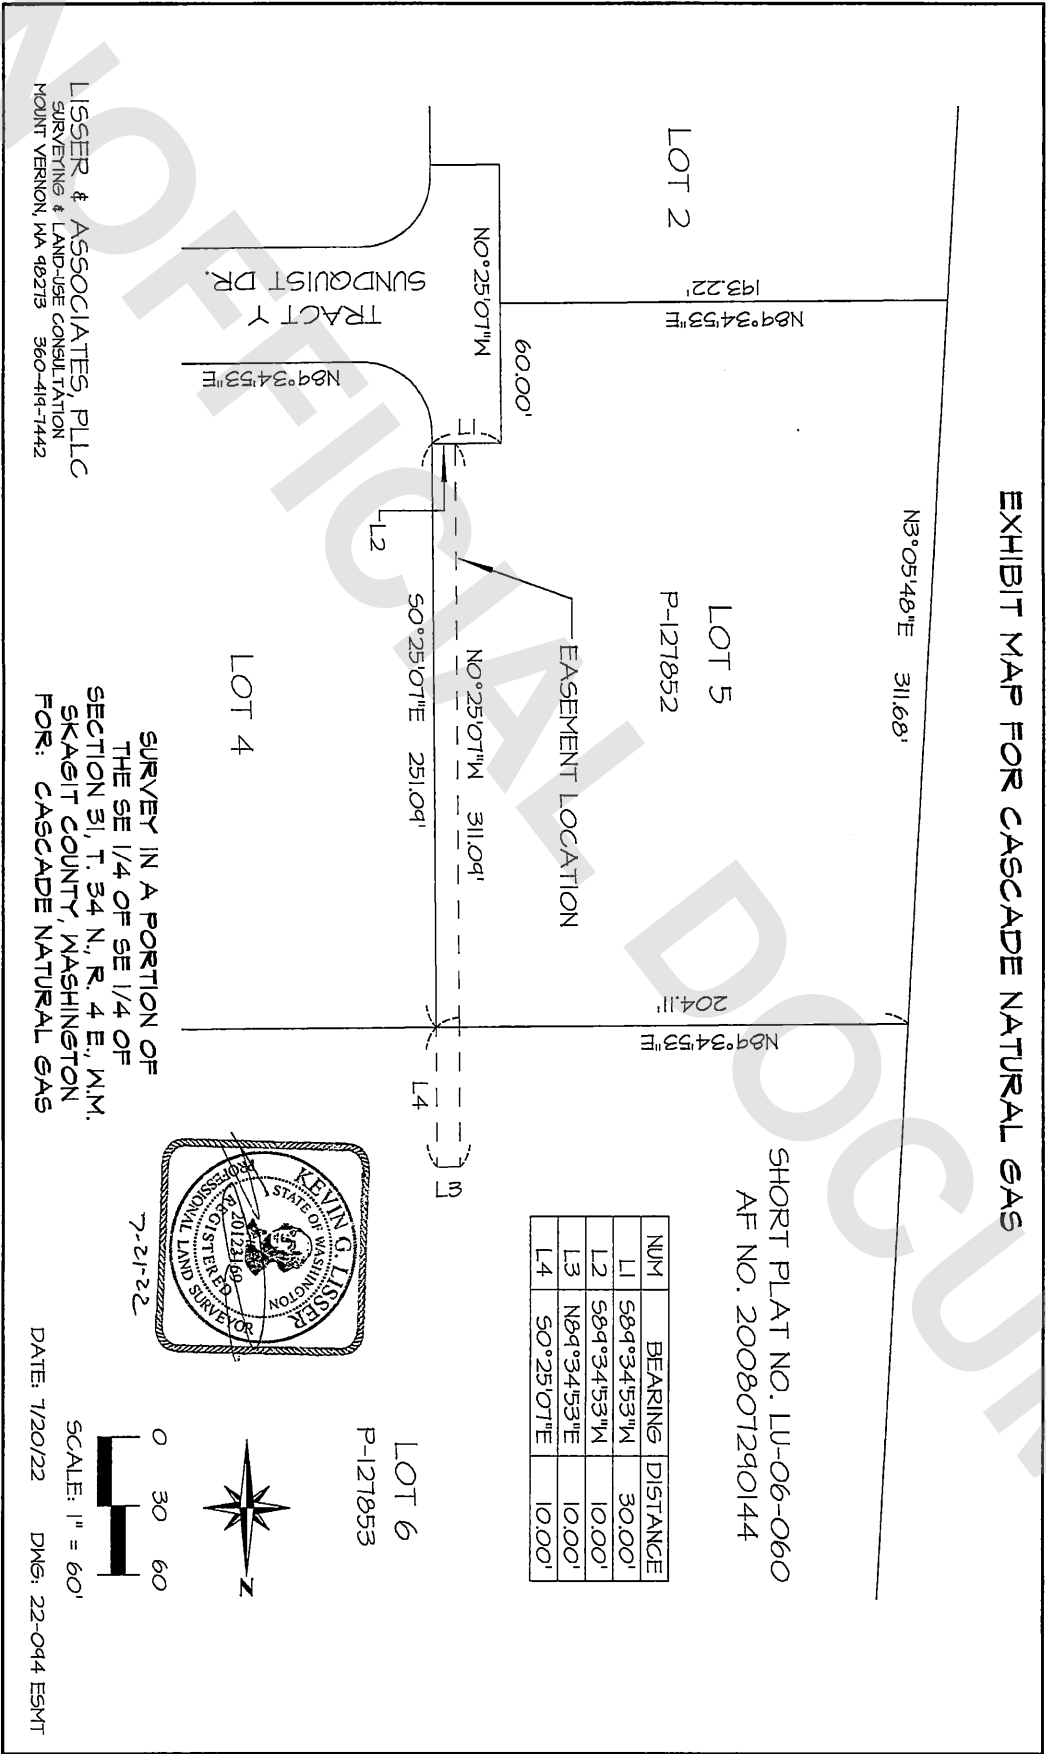 EXHIBIT MAP FOR CASCADE NATURAL GAS
N3°05'48"E 311.68'
SHORT PLAT NO. LU-06-060
AF NO. 200807290144
LOT 2
193.22'
N89°34'53"E
LOT 5
P-127852
204.11'
N89°34'53"E
NUM BEARING DISTANCE
L1 S89°34'53"W 30.00'
L2 S89°34'53"W 10.00'
L3 N89°34'53"E 10.00'
L4 S0°25'07"E 10.00'
60.00'
N0°25'07"W
EASEMENT LOCATION
L1
N0°25'07"W 311.09'
L3
L2
S0°25'07"E 251.09'
L4
TRACT Y
SUNDQUIST DR.
N89°34'53"E
LOT 4
LOT 6
P-127853
KEVIN G LISSER
STATE OF WASHINGTON
20123169
REGISTERED
PROFESSIONAL LAND SURVEYOR
7-21-22
N
SURVEY IN A PORTION OF
THE SE 1/4 OF SE 1/4 OF
SECTION 31, T. 34 N., R. 4 E., W.M.
SKAGIT COUNTY, WASHINGTON
FOR: CASCADE NATURAL GAS
0 30 60
SCALE: 1" = 60'
LISSER & ASSOCIATES, PLLC
SURVEYING & LAND-USE CONSULTATION
MOUNT VERNON, WA 98273 360-419-7442
DATE: 7/20/22 DWG: 22-094 ESMT
NOFFICIAL DOCUM